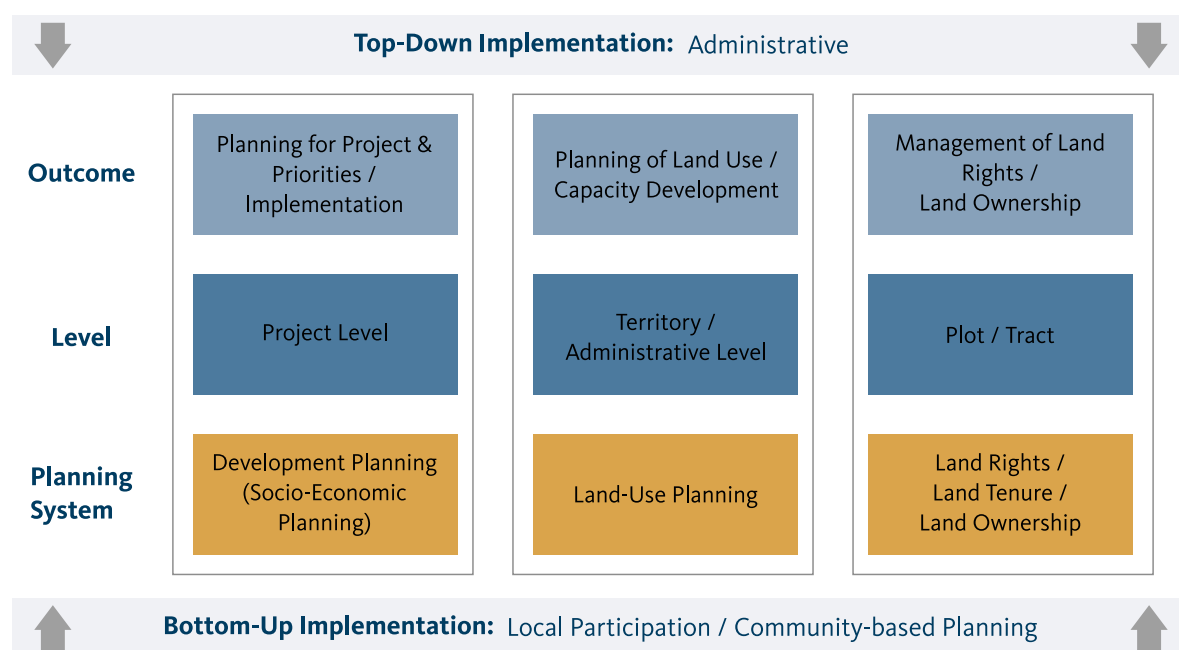 Top-Down Implementation: Administrative
Outcome
Planning for Project &
Priorities /
Implementation
Planning of Land Use /
Capacity Development
Management of Land
Rights /
Land Ownership
Level
Project Level
Territory /
Administrative Level
Plot / Tract
Planning
System
Development Planning
(Socio-Economic
Planning)
Land-Use Planning
Land Rights /
Land Tenure /
Land Ownership
Bottom-Up Implementation: Local Participation / Community-based Planning